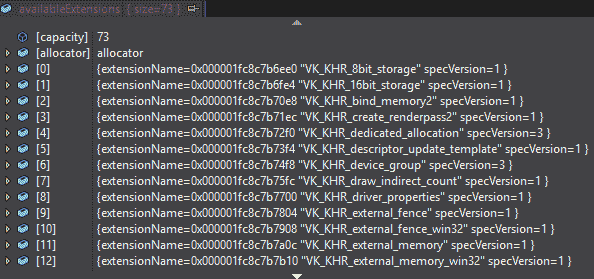 availableExtensions { size=73 }
[capacity] 73
[allocator] allocator
[0] {extensionName=0x000001fc8c7b6ee0 "VK_KHR_8bit_storage" specVersion=1 }
[1] {extensionName=0x000001fc8c7b6fe4 "VK_KHR_16bit_storage" specVersion=1 }
[2] {extensionName=0x000001fc8c7b70e8 "VK_KHR_bind_memory2" specVersion=1 }
[3] {extensionName=0x000001fc8c7b71ec "VK_KHR_create_renderpass2" specVersion=1 }
[4] {extensionName=0x000001fc8c7b72f0 "VK_KHR_dedicated_allocation" specVersion=3 }
[5] {extensionName=0x000001fc8c7b73f4 "VK_KHR_descriptor_update_template" specVersion=1 }
[6] {extensionName=0x000001fc8c7b74f8 "VK_KHR_device_group" specVersion=3 }
[7] {extensionName=0x000001fc8c7b75fc "VK_KHR_draw_indirect_count" specVersion=1 }
[8] {extensionName=0x000001fc8c7b7700 "VK_KHR_driver_properties" specVersion=1 }
[9] {extensionName=0x000001fc8c7b7804 "VK_KHR_external_fence" specVersion=1 }
[10] {extensionName=0x000001fc8c7b7908 "VK_KHR_external_fence_win32" specVersion=1 }
[11] {extensionName=0x000001fc8c7b7a0c "VK_KHR_external_memory" specVersion=1 }
[12] {extensionName=0x000001fc8c7b7b10 "VK_KHR_external_memory_win32" specVersion=1 }